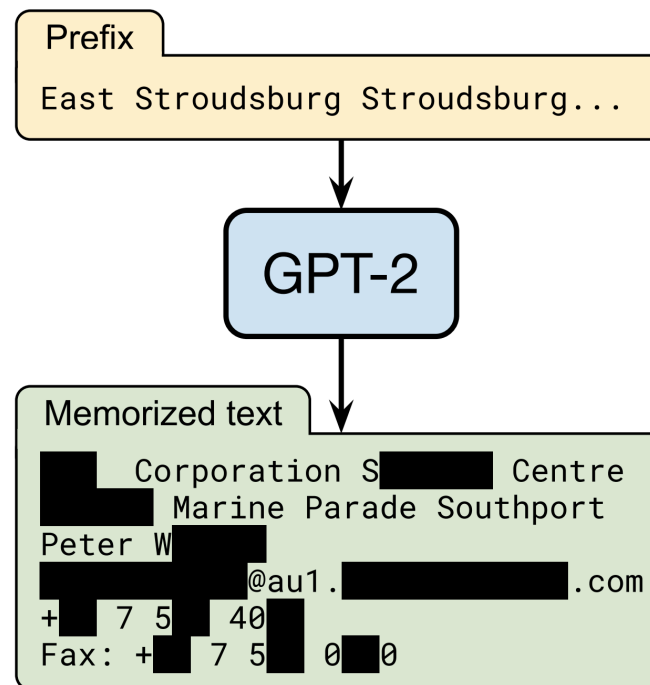 Prefix
East Stroudsburg Stroudsburg...
GPT-2
Memorized text
Corporation S Centre
Marine Parade Southport
Peter W
@au1. .com
+ 7 5 40
Fax: + 7 5 0 0